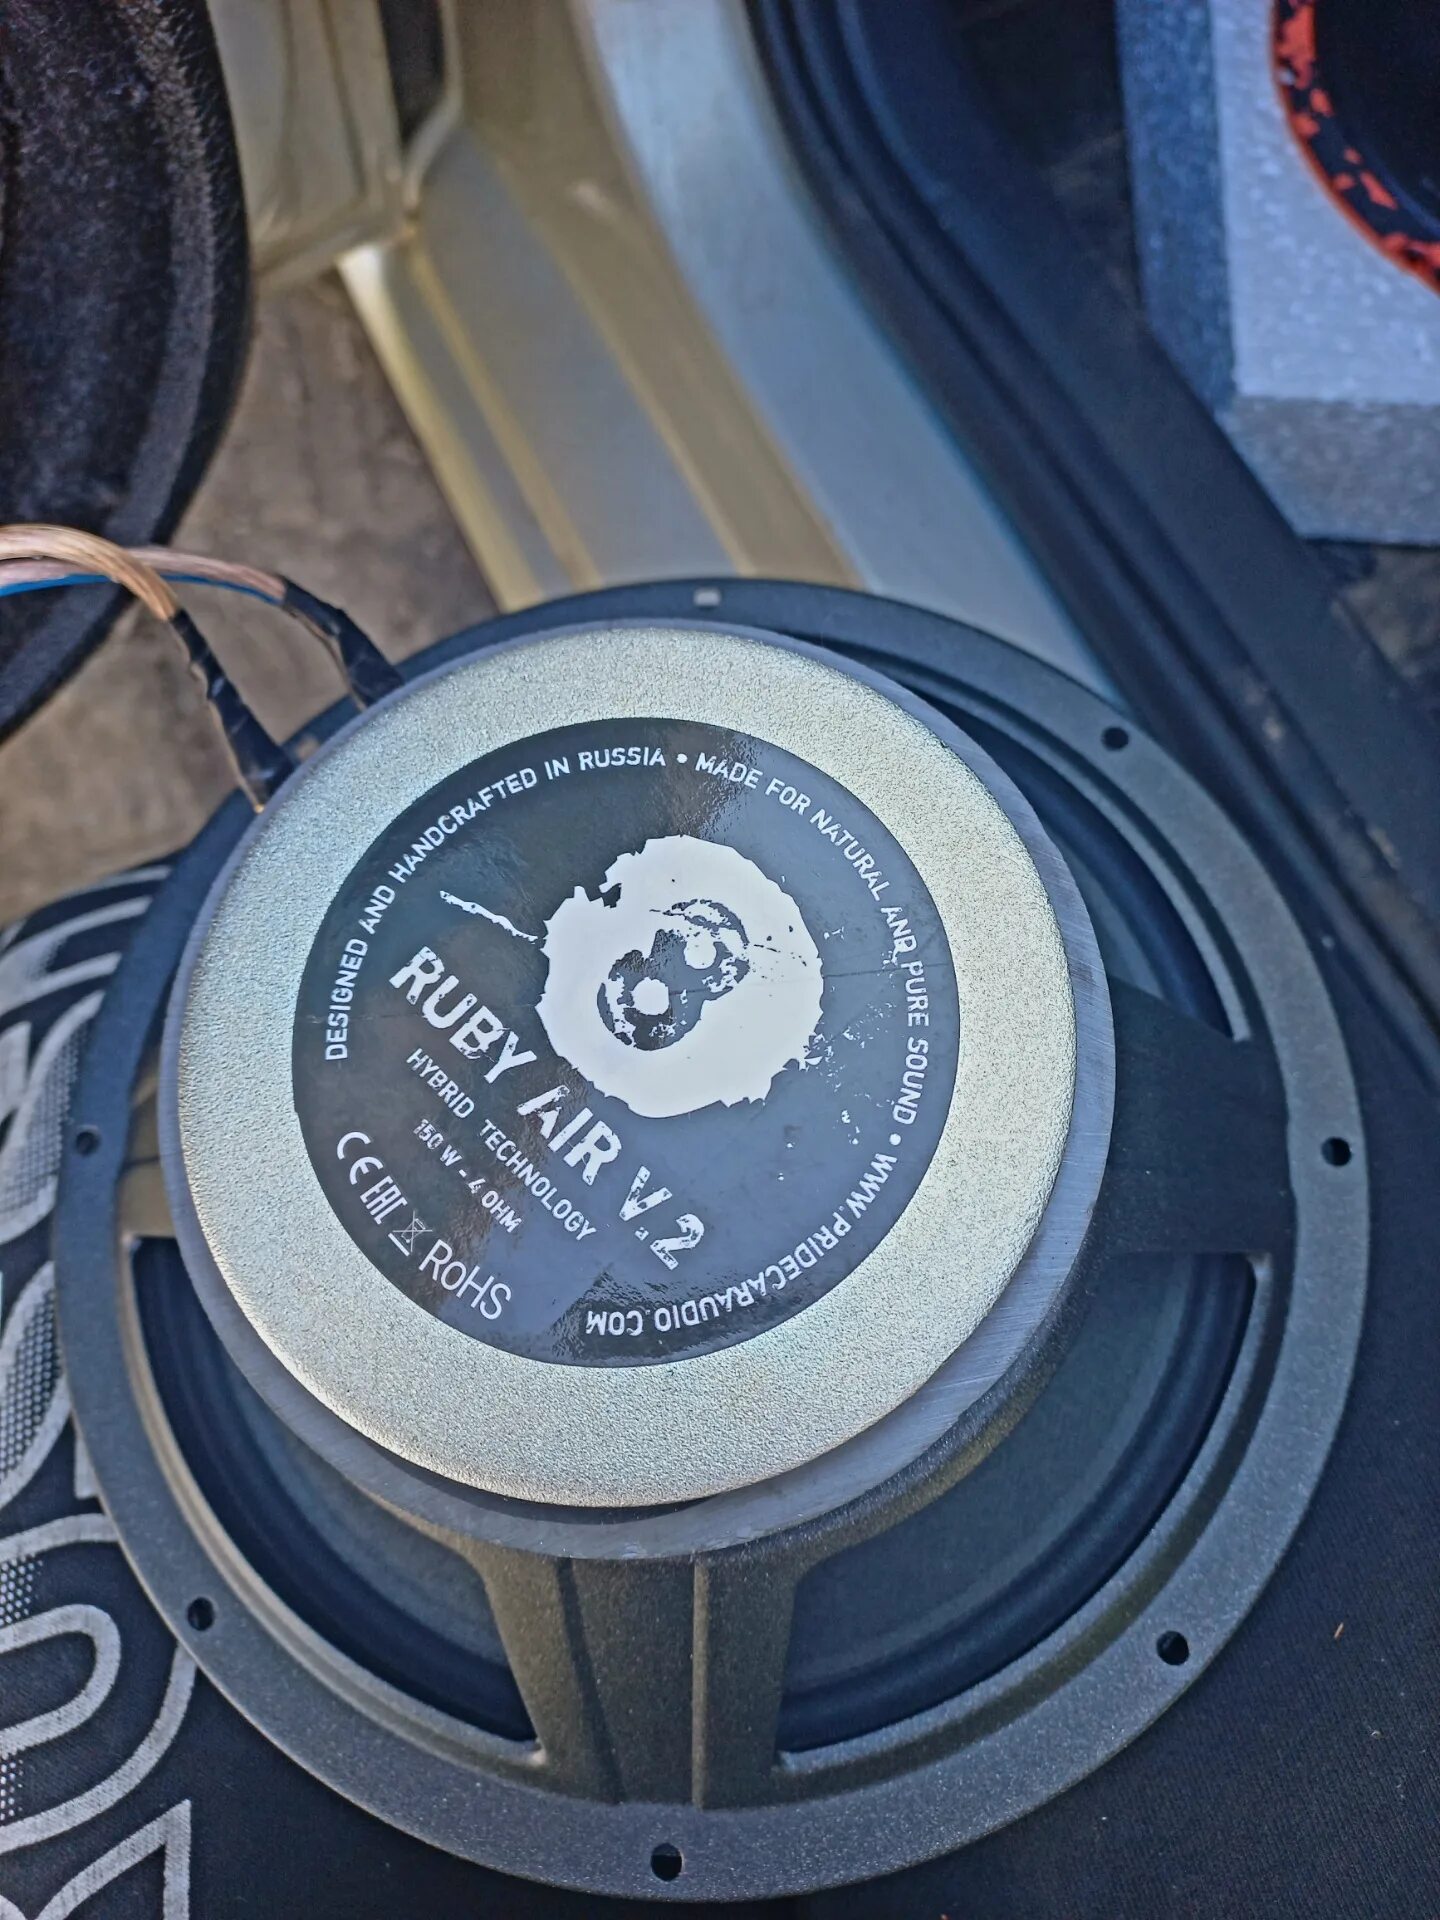 DESIGNED AND HANDCRAFTED IN RUSSIA • MADE FOR NATURAL AND PURE SOUND • WWW.PRIDECARAUDIO.COM
RUBY AIR V.2
HYBRID TECHNOLOGY
150 W - 4 OHM
CE EAC RoHS